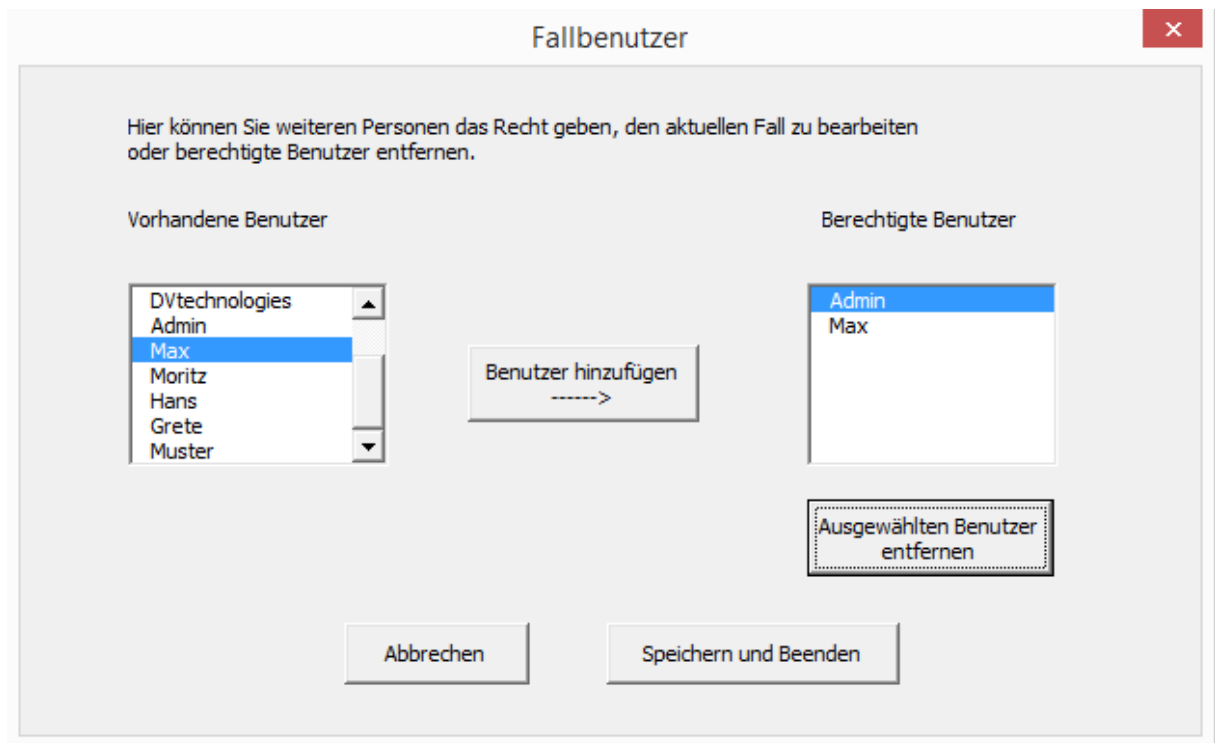 Fallbenutzer
Hier können Sie weiteren Personen das Recht geben, den aktuellen Fall zu bearbeiten
oder berechtigte Benutzer entfernen.
Vorhandene Benutzer
Berechtigte Benutzer
DVtechnologies
Admin
Max
Moritz
Hans
Grete
Muster
Benutzer hinzufügen
------>
Admin
Max
Ausgewählten Benutzer
entfernen
Abbrechen
Speichern und Beenden